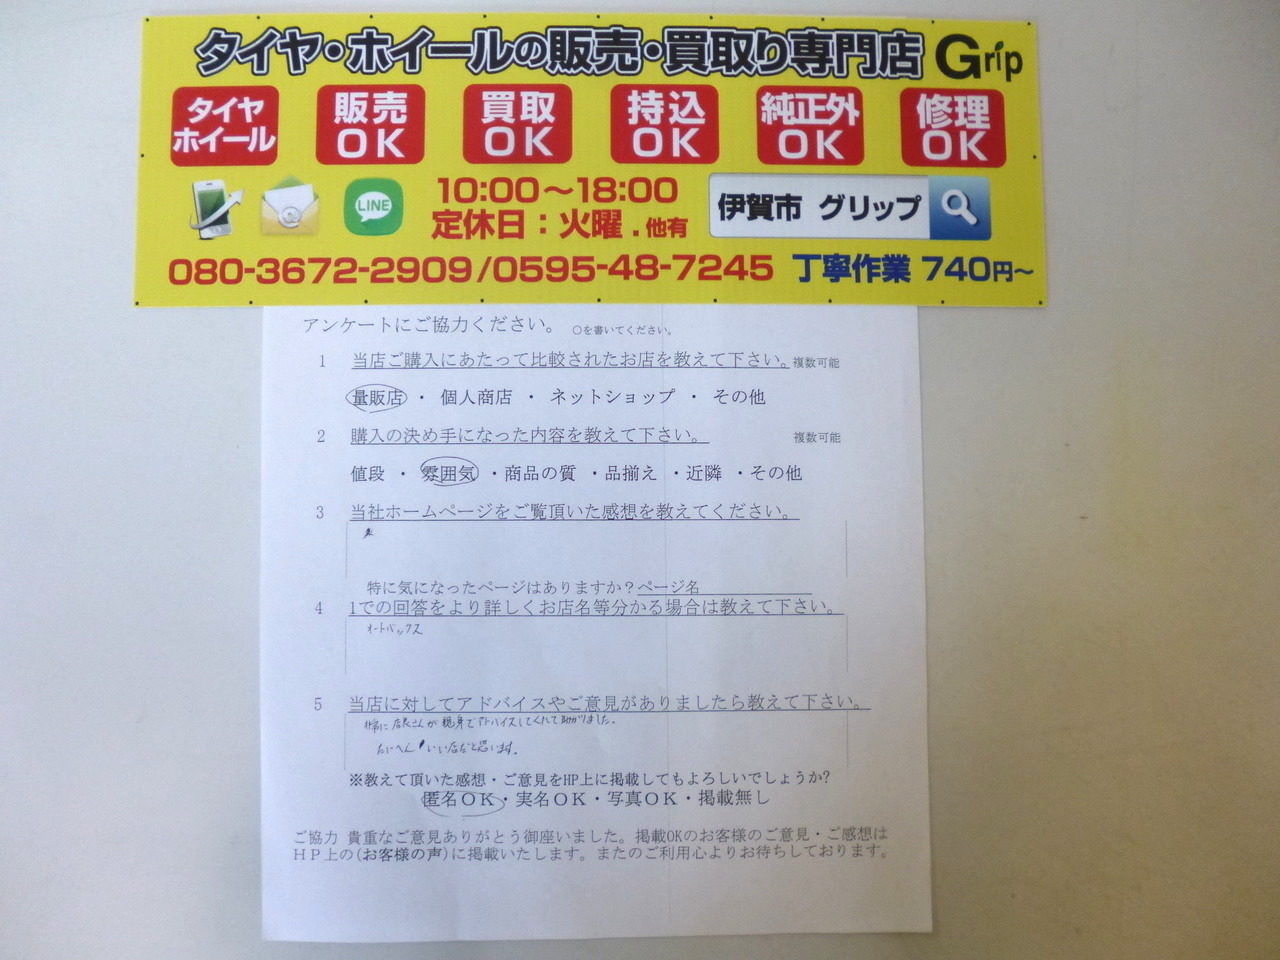 タイヤ・ホイールの販売・買取り専門店 Grip
タイヤ ホイール
販売 OK
買取 OK
持込 OK
純正外 OK
修理 OK
LINE
10:00〜18:00
定休日：火曜．他有
伊賀市 グリップ
080-3672-2909/0595-48-7245 丁寧作業 740円〜
アンケートにご協力ください。 ○を書いてください。
1 当店ご購入にあたって比較されたお店を教えて下さい。複数可能
量販店 ・ 個人商店 ・ ネットショップ ・ その他
2 購入の決め手になった内容を教えて下さい。 複数可能
値段 ・ 雰囲気 ・商品の質 ・品揃え ・近隣 ・その他
3 当社ホームページをご覧頂いた感想を教えてください。
特に気になったページはありますか？ページ名
4 1での回答をより詳しくお店名等分かる場合は教えて下さい。
オートバックス
5 当店に対してアドバイスやご意見がありましたら教えて下さい。
非常に店長さんが親身でアドバイスしてくれて助かりました。
たいへんいい店だと思います。
※教えて頂いた感想・ご意見をHP上に掲載してもよろしいでしょうか?
匿名ＯＫ・実名ＯＫ・写真ＯＫ・掲載無し
ご協力 貴重なご意見ありがとう御座いました。掲載OKのお客様のご意見・ご感想は
ＨＰ上の(お客様の声)に掲載いたします。またのご利用心よりお待ちしております。